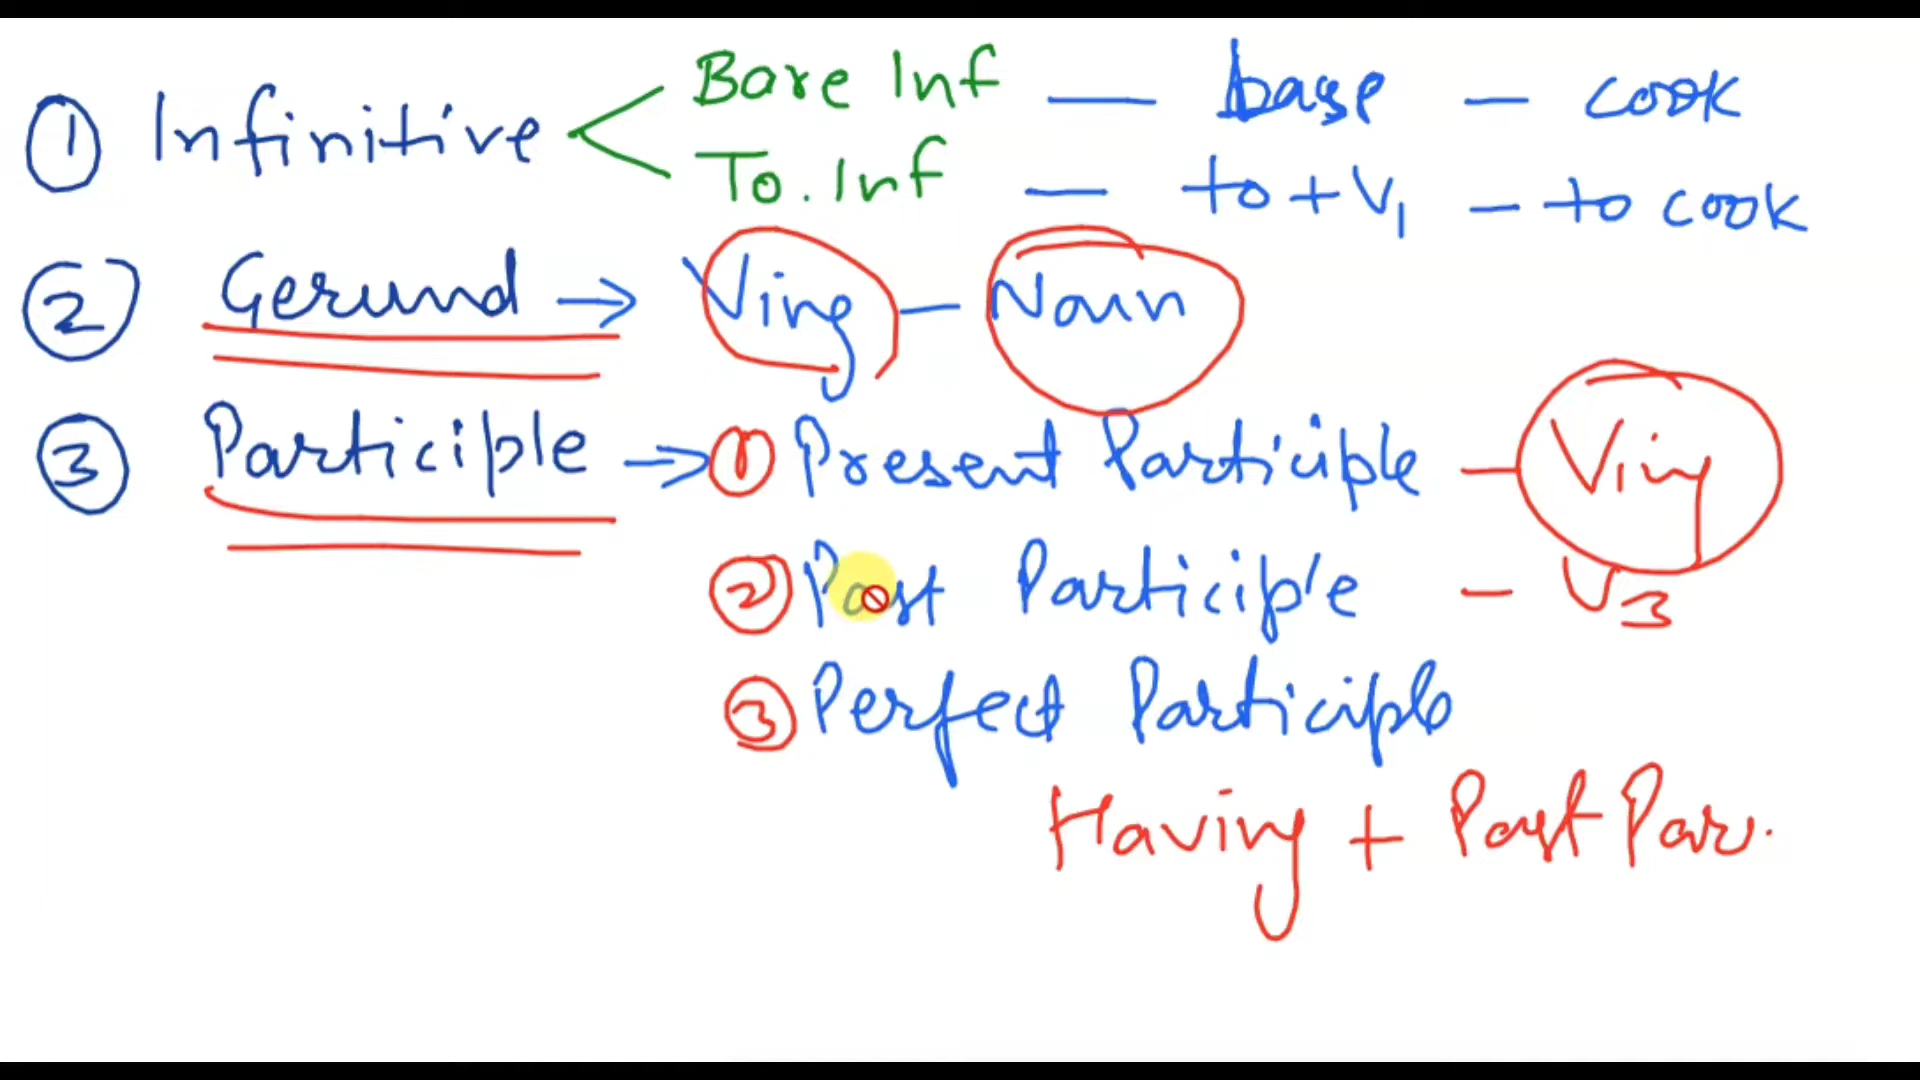 ① Infinitive < Bare Inf — base — cook
To. Inf — to + V₁ — to cook
② Gerund → Ving — Noun
③ Participle → ① Present Participle — Ving
② Past Participle — V3
③ Perfect Participle
Having + Past Par.